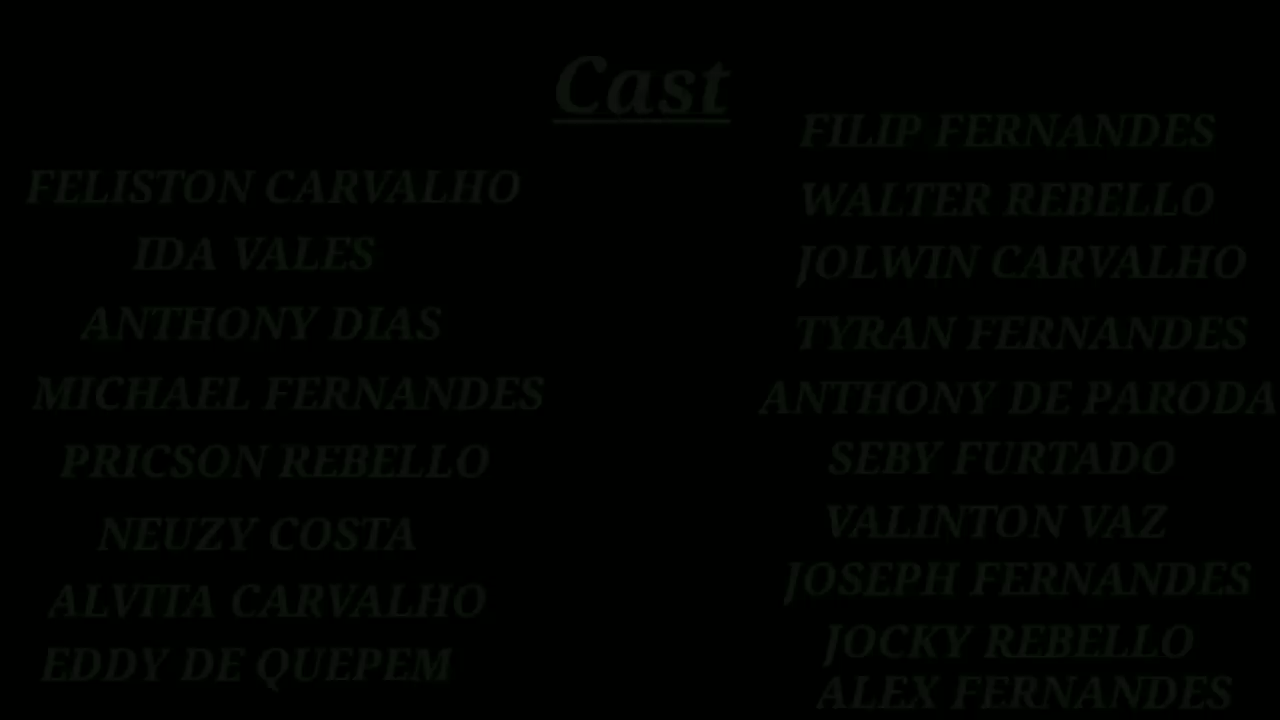 Cast
FELISTON CARVALHO
IDA VALES
ANTHONY DIAS
MICHAEL FERNANDES
PRICSON REBELLO
NEUZY COSTA
ALVITA CARVALHO
EDDY DE QUEPEM
FILIP FERNANDES
WALTER REBELLO
JOLWIN CARVALHO
TYRAN FERNANDES
ANTHONY DE PARODA
SEBY FURTADO
VALINTON VAZ
JOSEPH FERNANDES
JOCKY REBELLO
ALEX FERNANDES